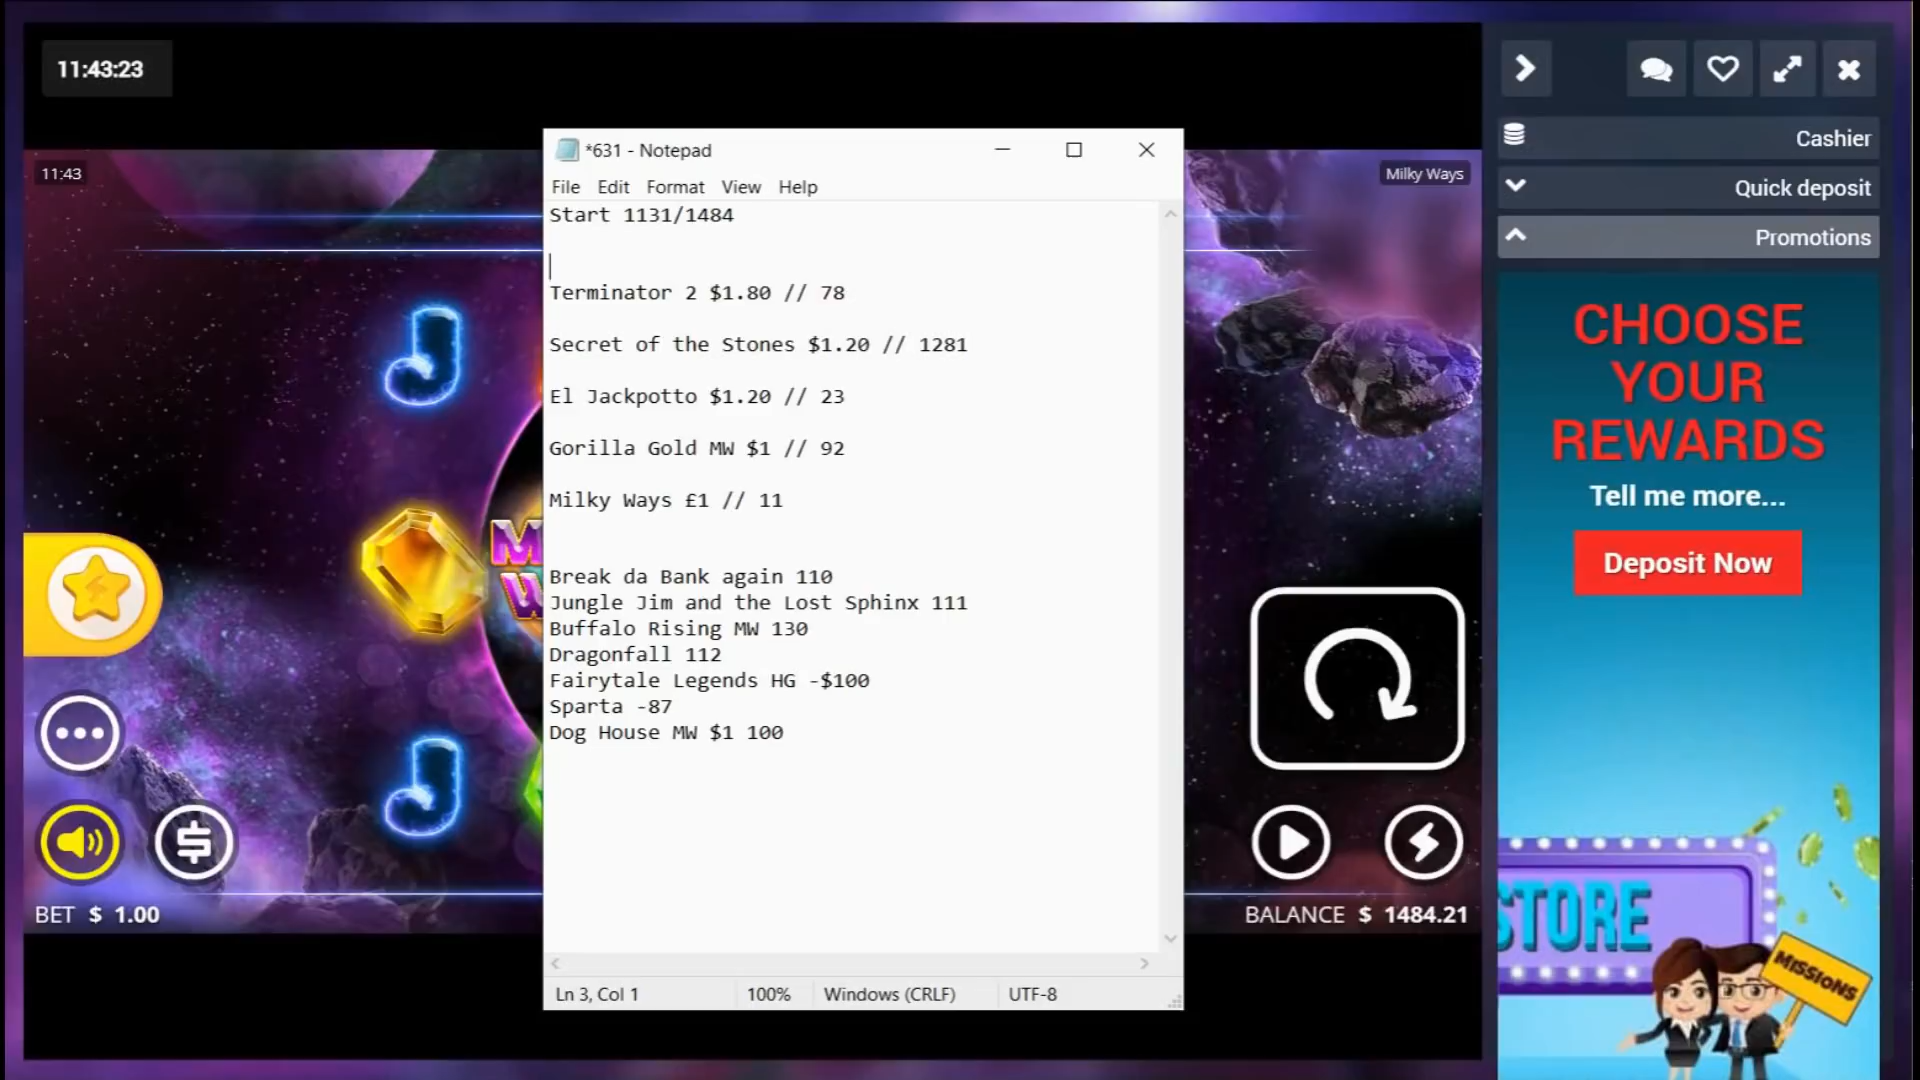 11:43:23
11:43
Milky Ways
*631 - Notepad
File Edit Format View Help
Start 1131/1484
Terminator 2 $1.80 // 78
Secret of the Stones $1.20 // 1281
El Jackpotto $1.20 // 23
Gorilla Gold MW $1 // 92
Milky Ways £1 // 11
Break da Bank again 110
Jungle Jim and the Lost Sphinx 111
Buffalo Rising MW 130
Dragonfall 112
Fairytale Legends HG -$100
Sparta -87
Dog House MW $1 100
Ln 3, Col 1 100% Windows (CRLF) UTF-8
BET $ 1.00
BALANCE $ 1484.21
Cashier
Quick deposit
Promotions
CHOOSE
YOUR
REWARDS
Tell me more...
Deposit Now
STORE
MISSIONS